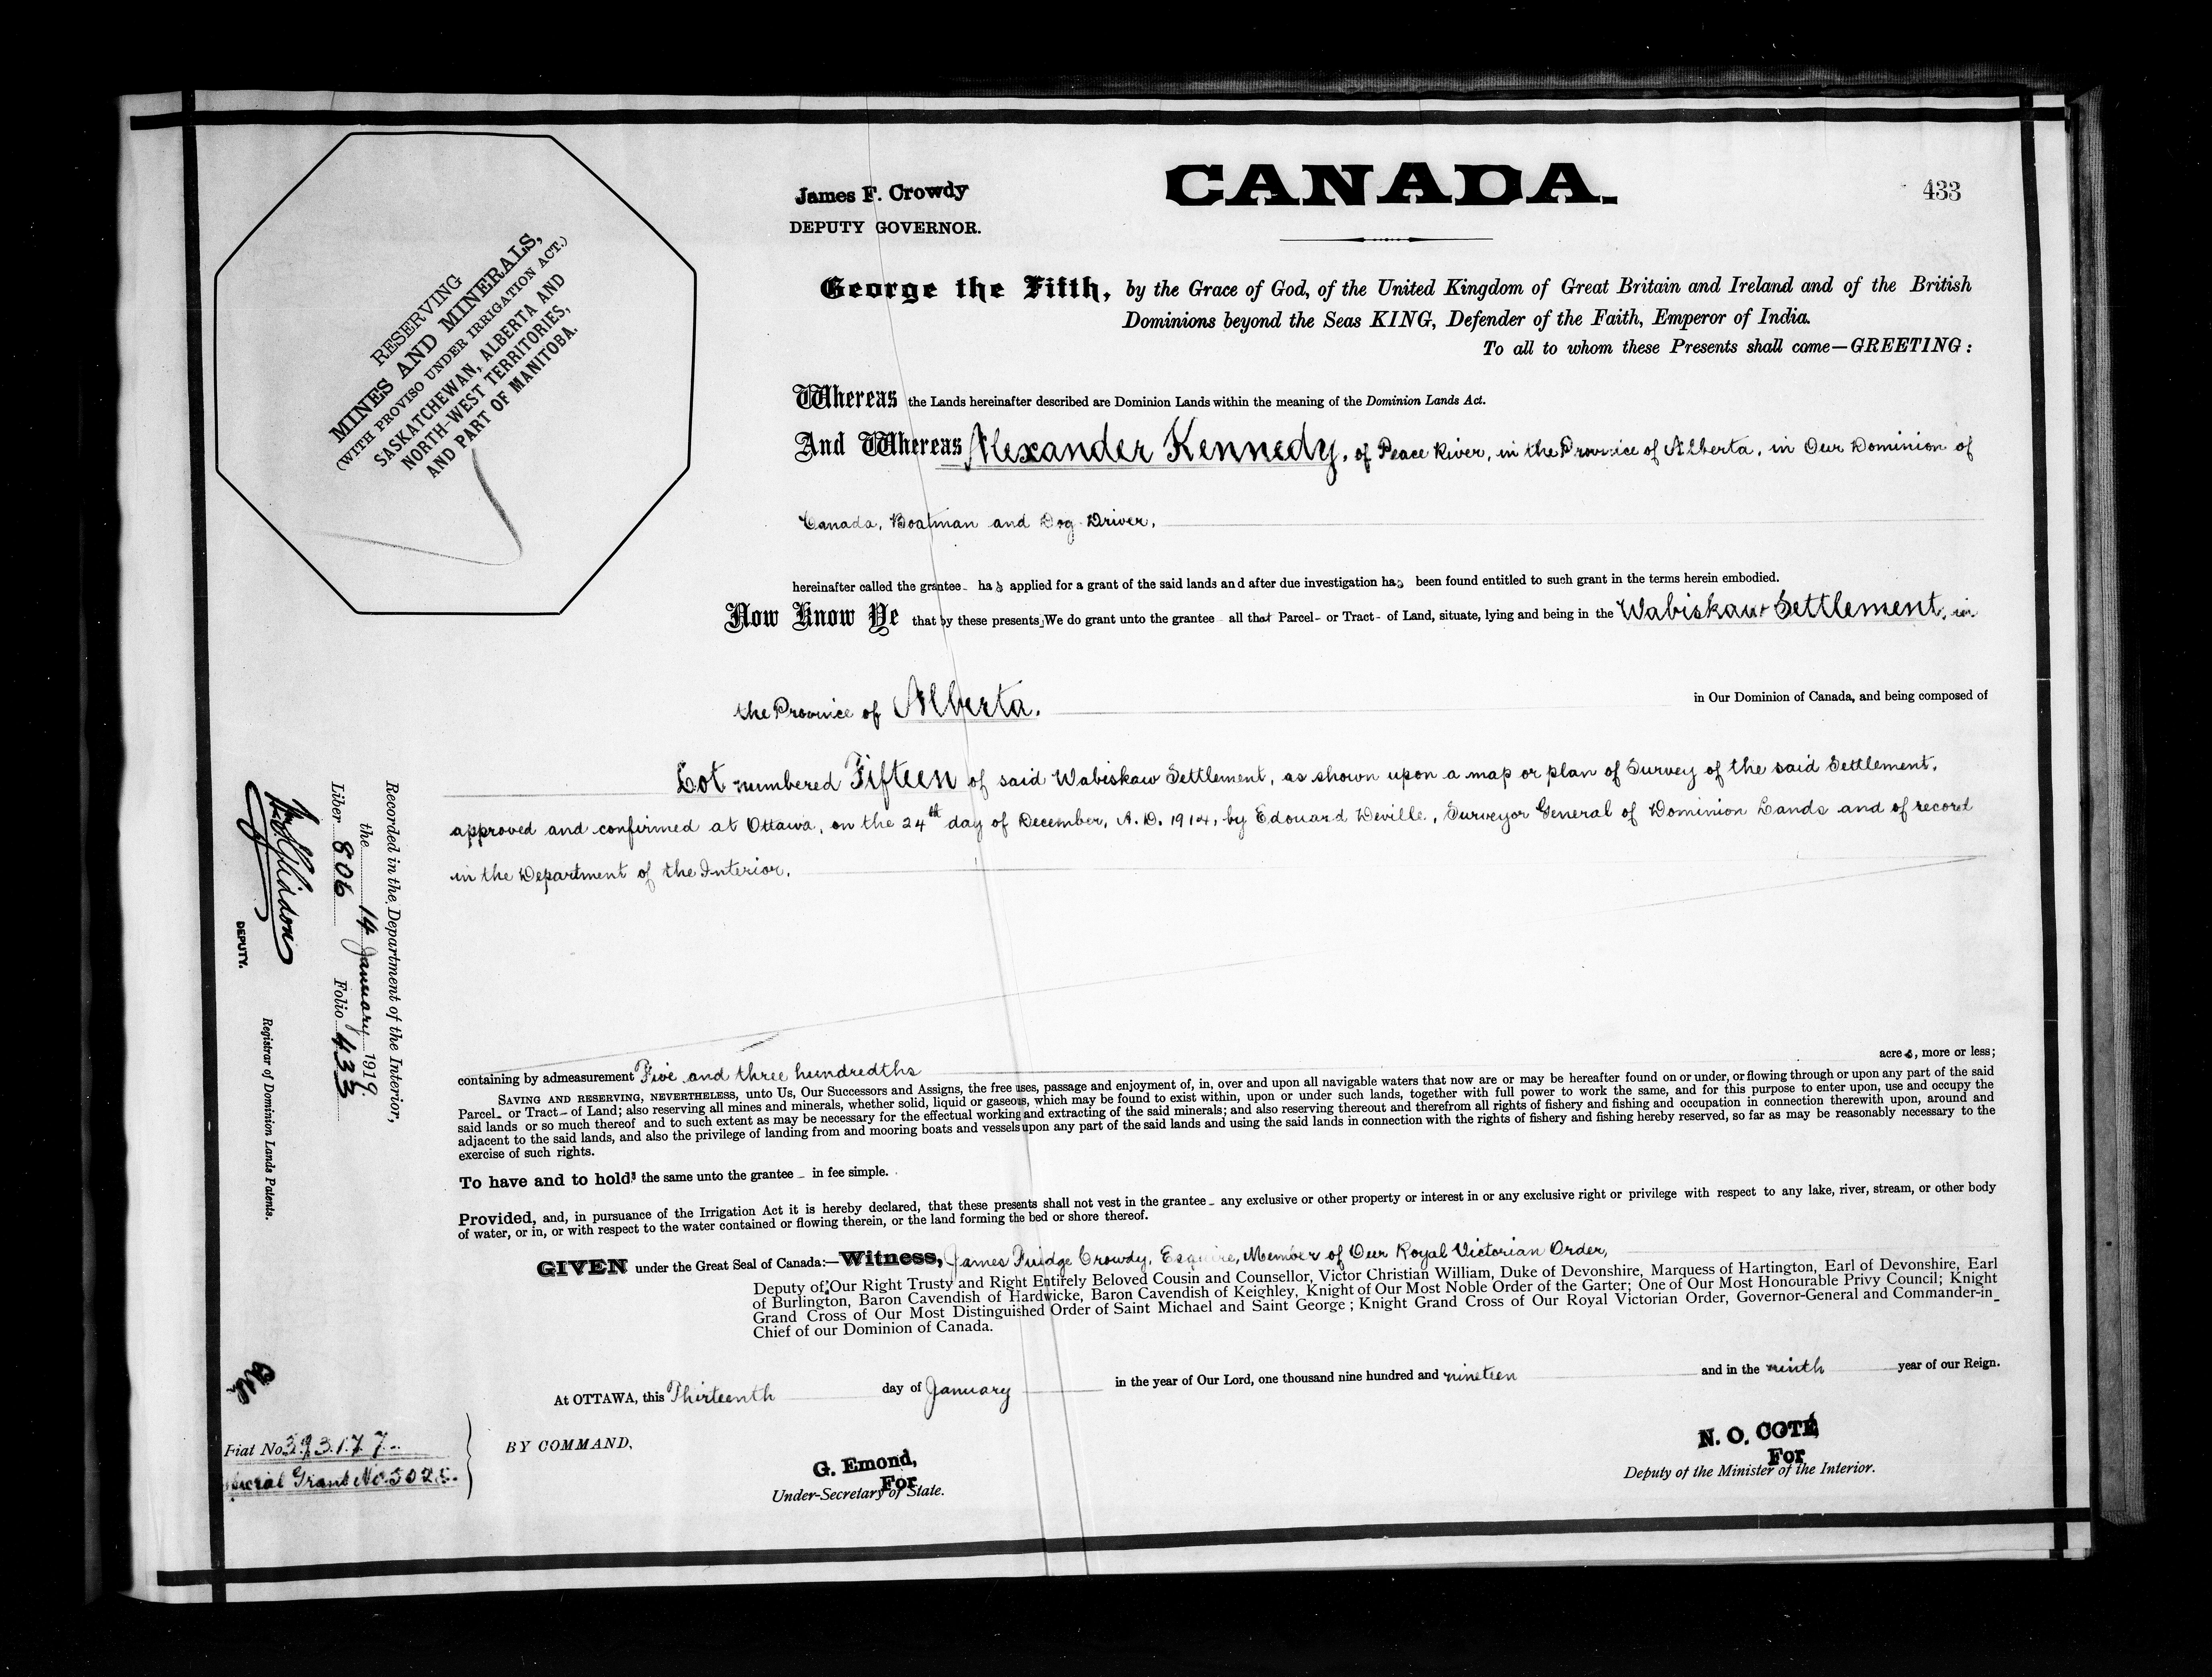 CANADA.
433
James F. Crowdy
DEPUTY GOVERNOR.
RESERVING
MINES AND MINERALS,
(WITH PROVISO UNDER IRRIGATION ACT.)
SASKATCHEWAN, ALBERTA AND
NORTH-WEST TERRITORIES,
AND PART OF MANITOBA.
George the Fifth, by the Grace of God, of the United Kingdom of Great Britain and Ireland and of the British
Dominions beyond the Seas KING, Defender of the Faith, Emperor of India.
To all to whom these Presents shall come—GREETING:
Whereas the Lands hereinafter described are Dominion Lands within the meaning of the Dominion Lands Act.
And Whereas Alexander Kennedy, of Peace River, in the Province of Alberta, in Our Dominion of
Canada, Boatman and Dog Driver,
hereinafter called the grantee has applied for a grant of the said lands and after due investigation has been found entitled to such grant in the terms herein embodied.
Now Know Ye that by these presents We do grant unto the grantee all that Parcel- or Tract- of Land, situate, lying and being in the Wabiskaw Settlement, in
the Province of Alberta. in Our Dominion of Canada, and being composed of
Lot numbered Fifteen of said Wabiskaw Settlement, as shown upon a map or plan of Survey of the said Settlement,
approved and confirmed at Ottawa, on the 24th day of December, A.D. 1914, by Edouard Deville, Surveyor General of Dominion Lands and of record
in the Department of the Interior.
containing by admeasurement Five and three hundredths acres, more or less;
SAVING AND RESERVING, NEVERTHELESS, unto Us, Our Successors and Assigns, the free uses, passage and enjoyment of, in, over and upon all navigable waters that now are or may be hereafter found on or under, or flowing through or upon any part of the said
Parcel- or Tract- of Land; also reserving all mines and minerals, whether solid, liquid or gaseous, which may be found to exist within, upon or under such lands, together with full power to work the same, and for this purpose to enter upon, use and occupy the
said lands or so much thereof and to such extent as may be necessary for the effectual working and extracting of the said minerals; and also reserving thereout and therefrom all rights of fishery and fishing and occupation in connection therewith upon, around and
adjacent to the said lands, and also the privilege of landing from and mooring boats and vessels upon any part of the said lands and using the said lands in connection with the rights of fishery and fishing hereby reserved, so far as may be reasonably necessary to the
exercise of such rights.
To have and to hold the same unto the grantee - in fee simple.
Provided, and, in pursuance of the Irrigation Act it is hereby declared, that these presents shall not vest in the grantee - any exclusive or other property or interest in or any exclusive right or privilege with respect to any lake, river, stream, or other body
of water, or in, or with respect to the water contained or flowing therein, or the land forming the bed or shore thereof.
GIVEN under the Great Seal of Canada:—Witness, James Fuidge Crowdy, Esquire, Member of Our Royal Victorian Order,
Deputy of Our Right Trusty and Right Entirely Beloved Cousin and Counsellor, Victor Christian William, Duke of Devonshire, Marquess of Hartington, Earl of Devonshire, Earl
of Burlington, Baron Cavendish of Hardwicke, Baron Cavendish of Keighley, Knight of Our Most Noble Order of the Garter; One of Our Most Honourable Privy Council; Knight
Grand Cross of Our Most Distinguished Order of Saint Michael and Saint George; Knight Grand Cross of Our Royal Victorian Order, Governor-General and Commander-in-
Chief of our Dominion of Canada.
At OTTAWA, this Thirteenth day of January in the year of Our Lord, one thousand nine hundred and nineteen and in the ninth year of our Reign.
BY COMMAND,
G. Emond,
For
Under-Secretary of State.
N. O. COTÉ
For
Deputy of the Minister of the Interior.
Recorded in the Department of the Interior,
the 14 January 1919.
Liber 806 Folio 433
DEPUTY.
Registrar of Dominion Lands Patents.
Fiat No. 393177
Grant No. 5025